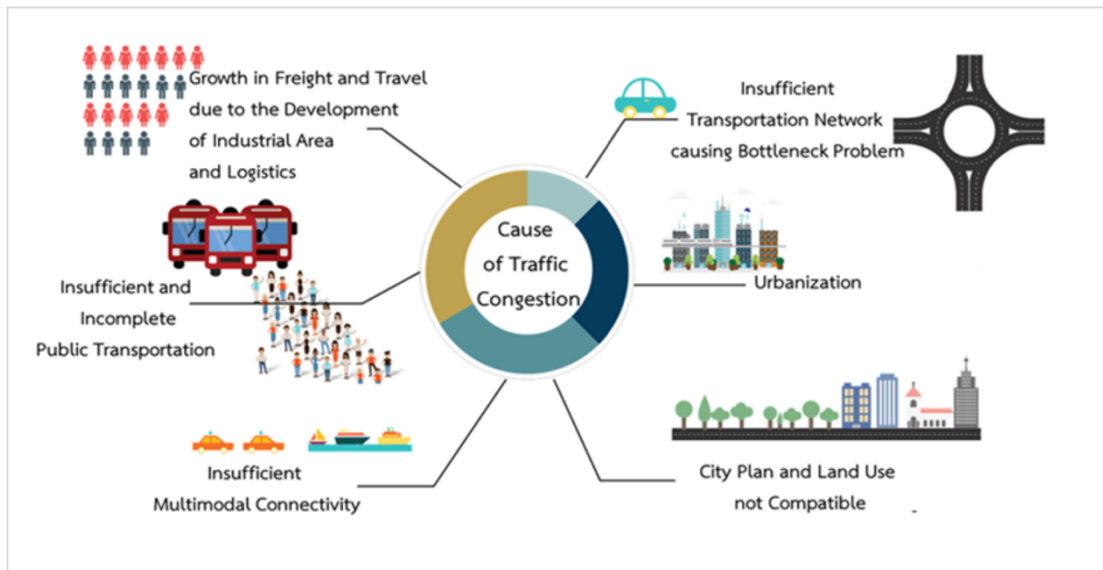 Growth in Freight and Travel
due to the Development
of Industrial Area
and Logistics
Insufficient and
Incomplete
Public Transportation
Insufficient
Multimodal Connectivity
Cause
of Traffic
Congestion
Insufficient
Transportation Network
causing Bottleneck Problem
Urbanization
City Plan and Land Use
not Compatible